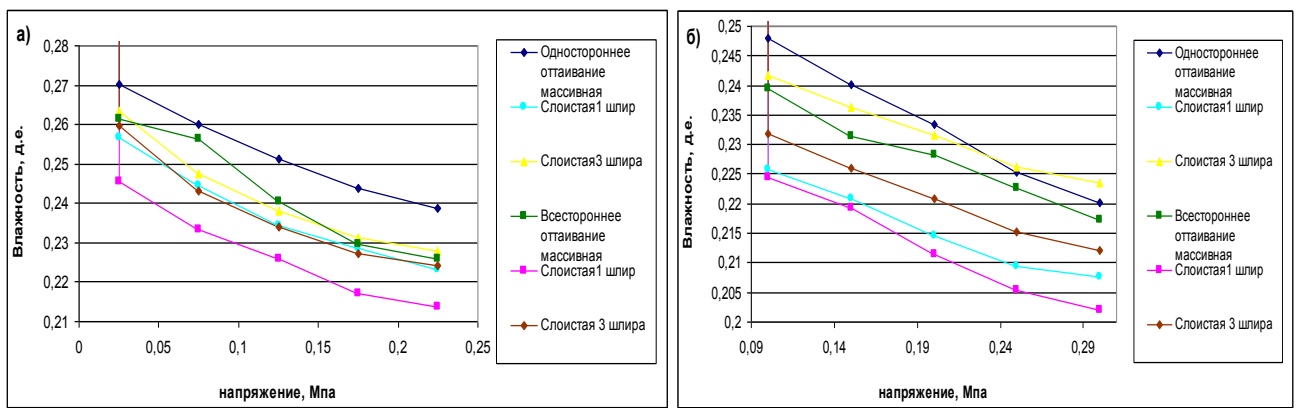 а)
0,28
0,27
0,26
0,25
0,24
0,23
0,22
0,21
Влажность, д.е.
0
0,05
0,1
0,15
0,2
0,25
напряжение, Мпа
Одностороннее
оттаивание
массивная
Слоистая1 шлир
Слоистая3 шлира
Всестороннее
оттаивание
массивная
Слоистая1 шлир
Слоистая 3 шлира
б)
0,25
0,245
0,24
0,235
0,23
0,225
0,22
0,215
0,21
0,205
0,2
Влажность, д.е.
0,09
0,14
0,19
0,24
0,29
напряжение, Мпа
Одностороннее
оттаивание
массивная
Слоистая1 шлир
Слоистая3 шлира
Всестороннее
оттаивание
массивная
Слоистая1 шлир
Слоистая 3 шлира